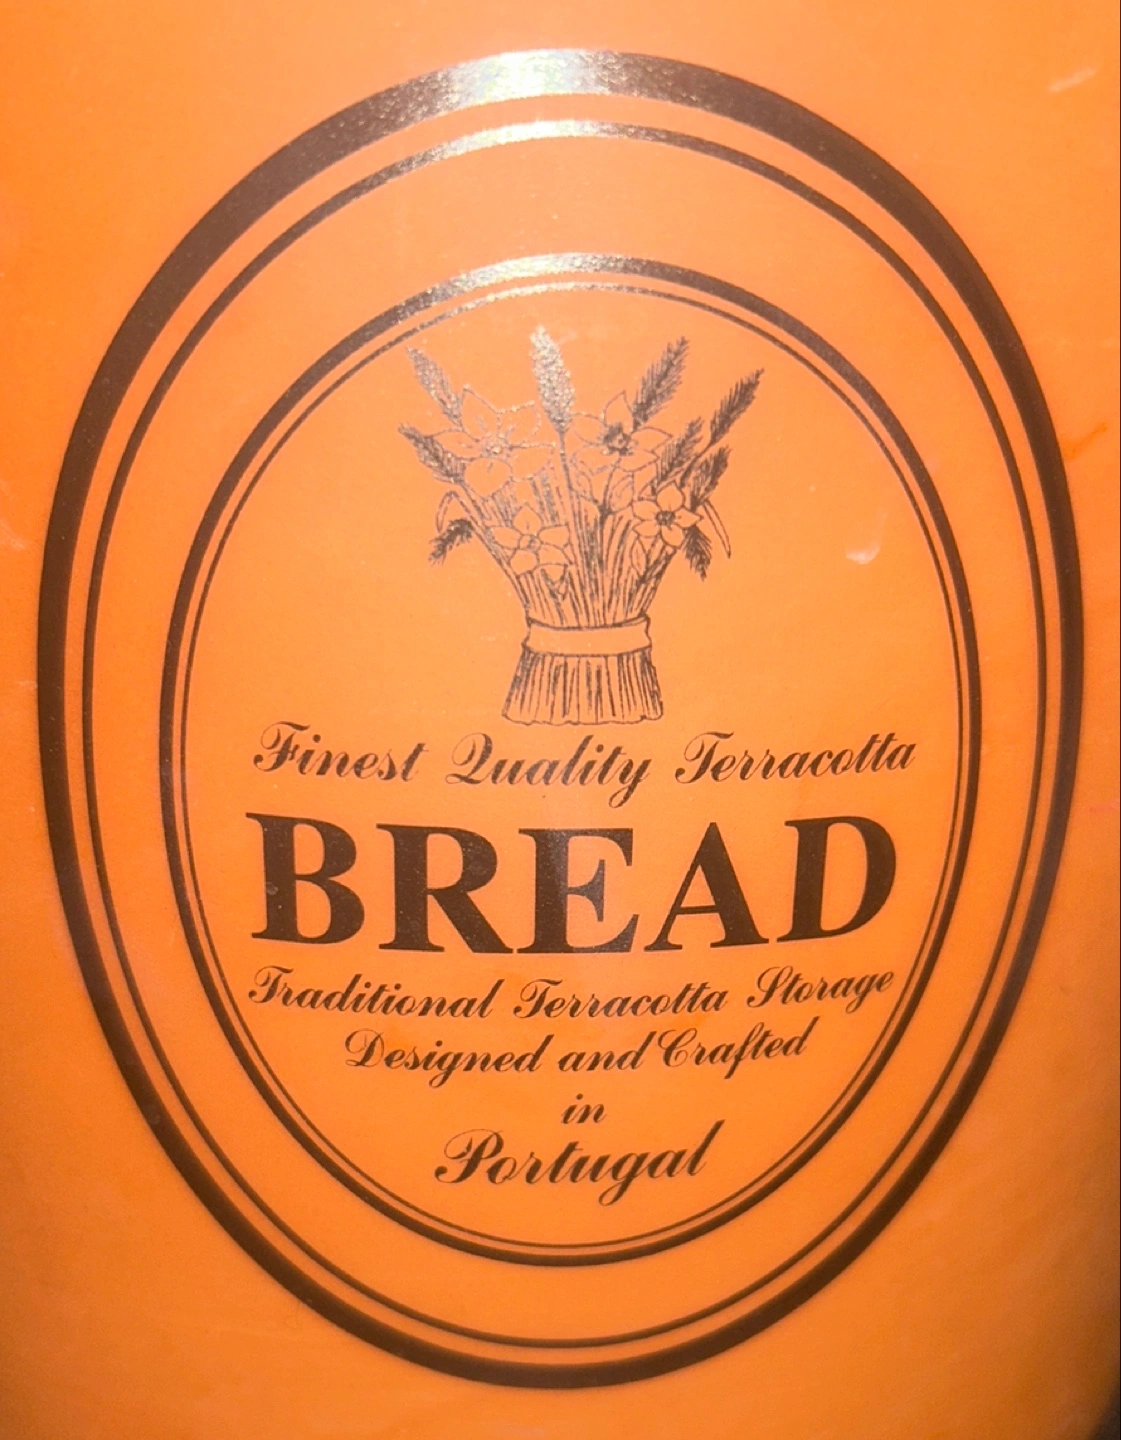 Finest Quality Terracotta
BREAD
Traditional Terracotta Storage
Designed and Crafted
in
Portugal